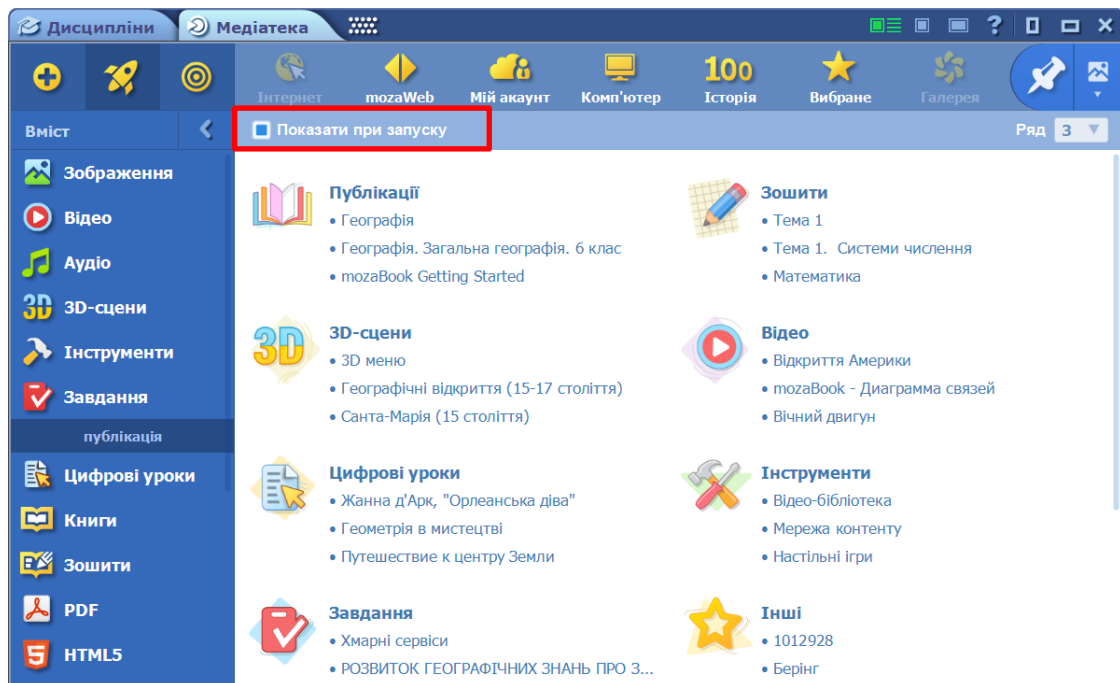 Дисципліни
Медіатека
?
Інтернет
mozaWeb
Мій акаунт
Комп'ютер
100
Історія
Вибране
Галерея
Вміст
Показати при запуску
Ряд 3
Зображення
Відео
Аудіо
3D
3D-сцени
Інструменти
Завдання
публікація
Цифрові уроки
Книги
Зошити
PDF
5
HTML5
Публікації
• Географія
• Географія. Загальна географія. 6 клас
• mozaBook Getting Started
Зошити
• Тема 1
• Тема 1. Системи числення
• Математика
3D
3D-сцени
• 3D меню
• Географічні відкриття (15-17 століття)
• Санта-Марія (15 століття)
Відео
• Відкриття Америки
• mozaBook - Диаграмма связей
• Вічний двигун
Цифрові уроки
• Жанна д'Арк, "Орлеанська діва"
• Геометрія в мистецтві
• Путешествие к центру Земли
Інструменти
• Відео-бібліотека
• Мережа контенту
• Настільні ігри
Завдання
• Хмарні сервіси
• РОЗВИТОК ГЕОГРАФІЧНИХ ЗНАНЬ ПРО З...
Інші
• 1012928
• Берінг